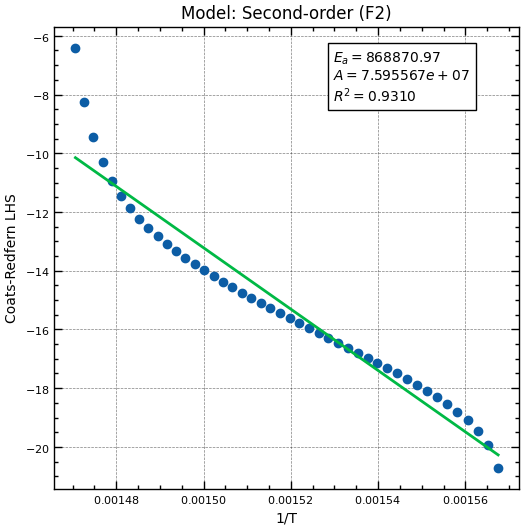 Model: Second-order (F2)
E_a = 868870.97
A = 7.595567e + 07
R² = 0.9310
Coats-Redfern LHS
−6
−8
−10
−12
−14
−16
−18
−20
0.00148
0.00150
0.00152
0.00154
0.00156
1/T